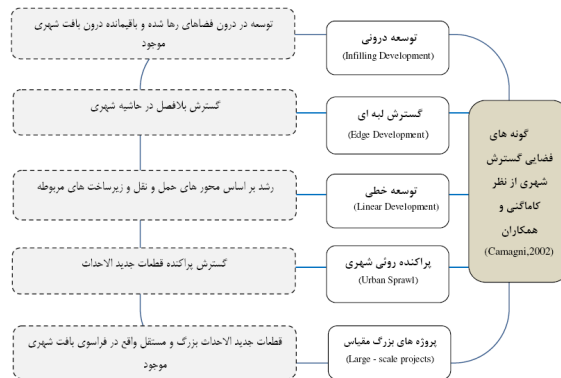 گونه های
فضایی گسترش
شهری از نظر
کاماگنی و
همکاران
(Camagni,2002)
توسعه درونی
(Infilling Development)
توسعه در درون فضاهای رها شده و باقیمانده درون بافت شهری
موجود
گسترش لبه ای
(Edge Development)
گسترش بلافصل در حاشیه شهری
توسعه خطی
(Linear Development)
رشد بر اساس محور های حمل و نقل و زیرساخت های مربوطه
پراکنده روئی شهری
(Urban Sprawl)
گسترش پراکنده قطعات جدید الاحداث
پروژه های بزرگ مقیاس
(Large - scale projects)
قطعات جدید الاحداث بزرگ و مستقل واقع در فراسوی بافت شهری
موجود